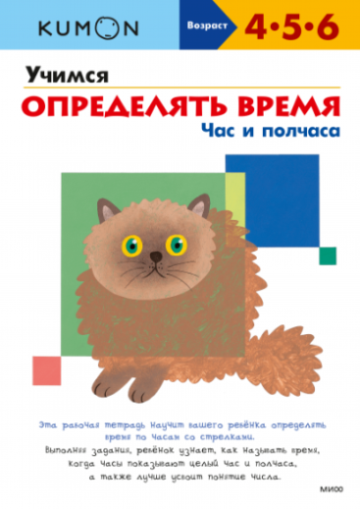 KUMON
Возраст 4•5•6
Учимся
ОПРЕДЕЛЯТЬ ВРЕМЯ
Час и полчаса
Эта рабочая тетрадь научит вашего ребёнка определять
время по часам со стрелками.
Выполняя задания, ребёнок узнает, как называть время,
когда часы показывают целый час и полчаса,
а также лучше усвоит понятие числа.
МИФ